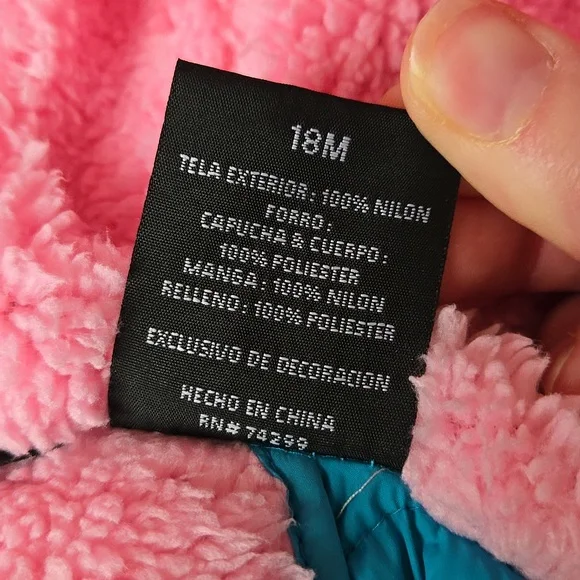 18M
TELA EXTERIOR: 100% NILON
FORRO:
CAPUCHA & CUERPO:
100% POLIESTER
MANGA: 100% NILON
RELLENO: 100% POLIESTER
EXCLUSIVO DE DECORACION
HECHO EN CHINA
RN# 74299